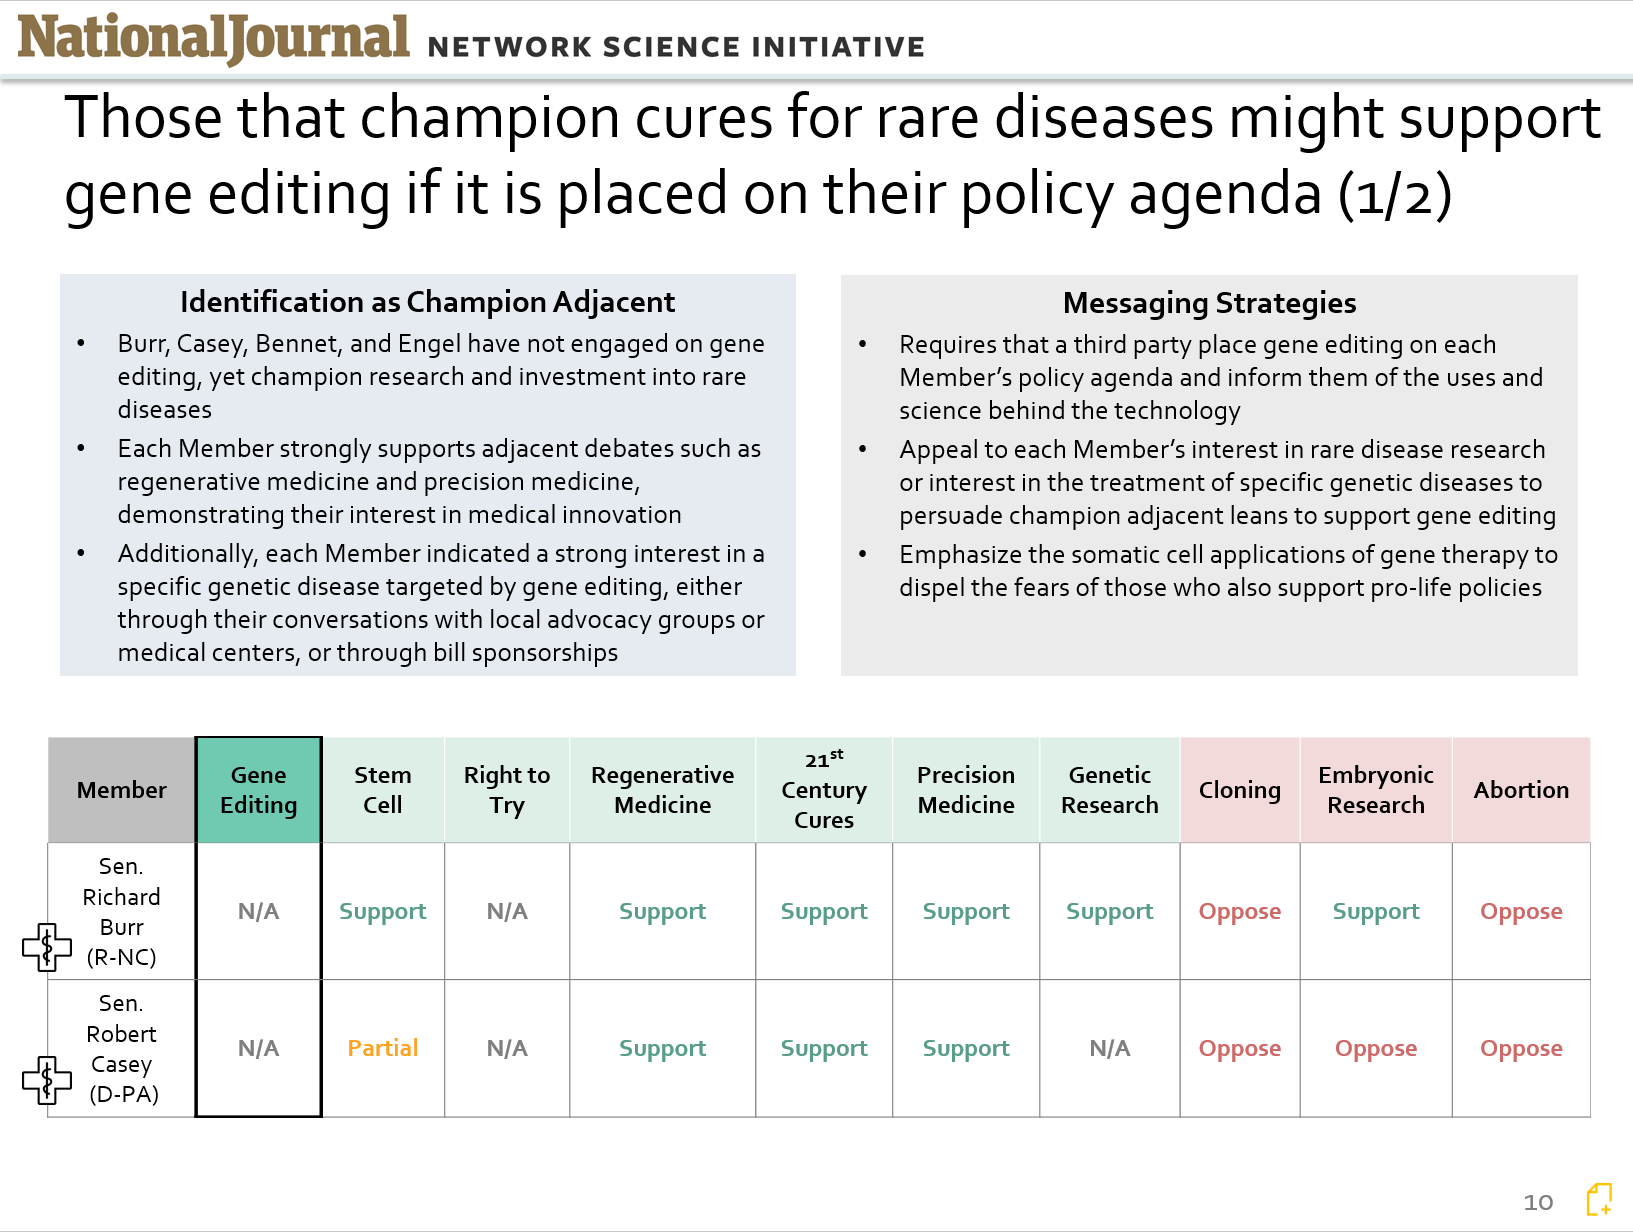 NationalJournal NETWORK SCIENCE INITIATIVE
Those that champion cures for rare diseases might support
gene editing if it is placed on their policy agenda (1/2)
Identification as Champion Adjacent
• Burr, Casey, Bennet, and Engel have not engaged on gene
editing, yet champion research and investment into rare
diseases
• Each Member strongly supports adjacent debates such as
regenerative medicine and precision medicine,
demonstrating their interest in medical innovation
• Additionally, each Member indicated a strong interest in a
specific genetic disease targeted by gene editing, either
through their conversations with local advocacy groups or
medical centers, or through bill sponsorships
Messaging Strategies
• Requires that a third party place gene editing on each
Member’s policy agenda and inform them of the uses and
science behind the technology
• Appeal to each Member’s interest in rare disease research
or interest in the treatment of specific genetic diseases to
persuade champion adjacent leans to support gene editing
• Emphasize the somatic cell applications of gene therapy to
dispel the fears of those who also support pro-life policies
Member
Gene
Editing
Stem
Cell
Right to
Try
Regenerative
Medicine
21st
Century
Cures
Precision
Medicine
Genetic
Research
Cloning
Embryonic
Research
Abortion
Sen.
Richard
Burr
(R-NC)
N/A Support N/A Support Support Support Support Oppose Support Oppose
Sen.
Robert
Casey
(D-PA)
N/A Partial N/A Support Support Support N/A Oppose Oppose Oppose
10